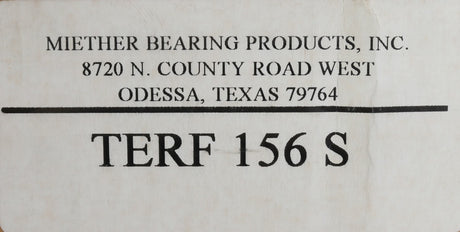 MIETHER BEARING PRODUCTS, INC.
8720 N. COUNTY ROAD WEST
ODESSA, TEXAS 79764
TERF 156 S